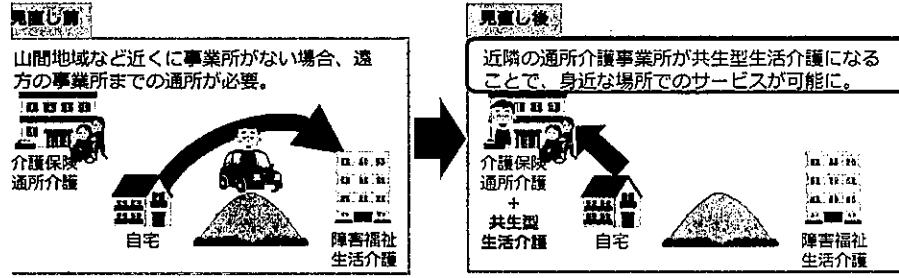 見直し前
山間地域など近くに事業所がない場合、遠
方の事業所までの通所が必要。
介護保険
通所介護
自宅
障害福祉
生活介護
見直し後
近隣の通所介護事業所が共生型生活介護になる
ことで、身近な場所でのサービスが可能に。
介護保険
通所介護
+
共生型
生活介護
自宅
障害福祉
生活介護